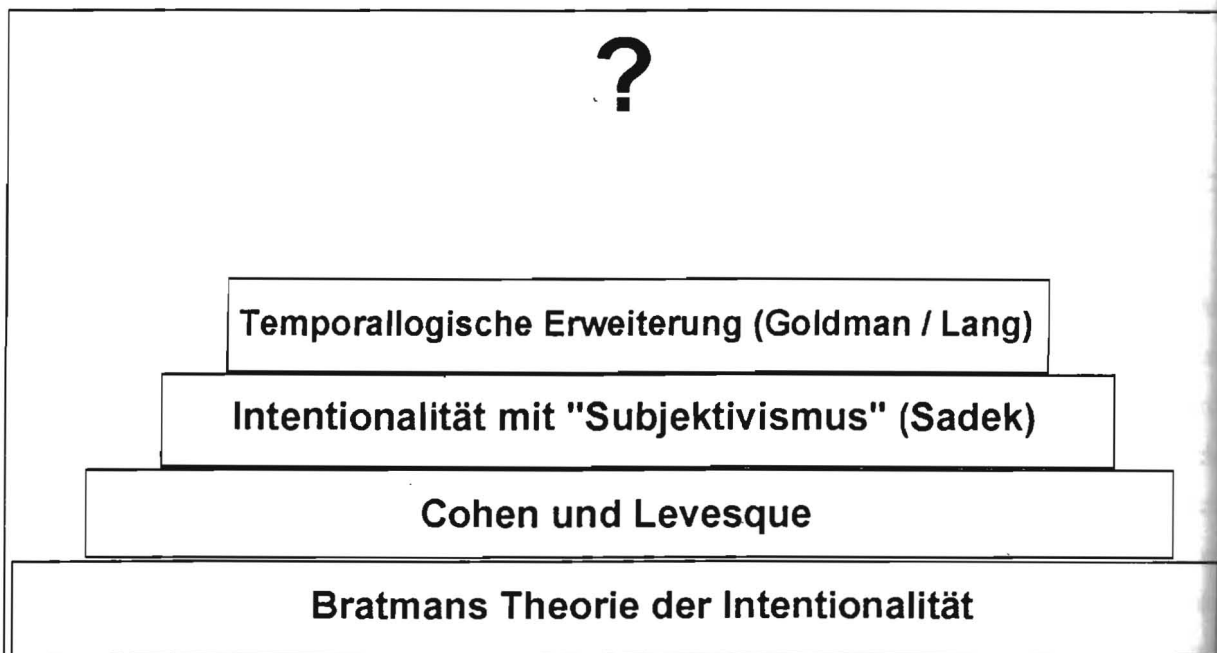 ?
Temporallogische Erweiterung (Goldman / Lang)
Intentionalität mit "Subjektivismus" (Sadek)
Cohen und Levesque
Bratmans Theorie der Intentionalität